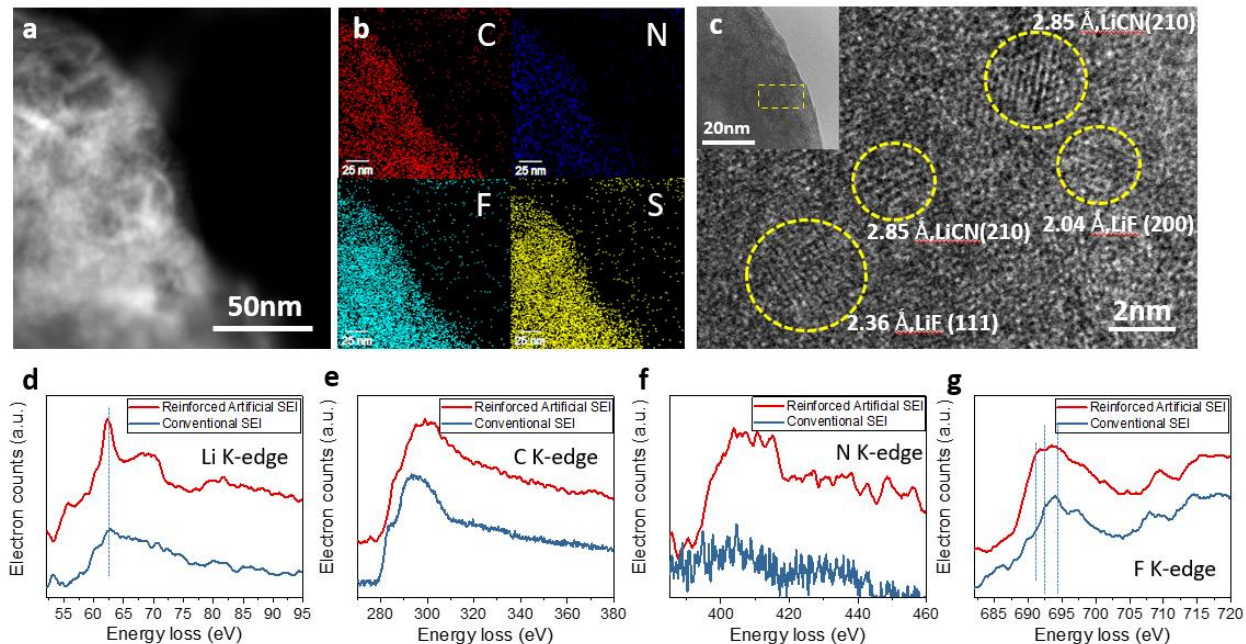 a
50nm
b
C
N
25 nm
25 nm
F
S
25 nm
25 nm
c
20nm
2.85 Å,LiCN(210)
2.85 Å,LiCN(210)
2.04 Å,LiF (200)
2.36 Å,LiF (111)
2nm
d
Reinforced Artificial SEI
Conventional SEI
Li K-edge
Electron counts (a.u.)
55 60 65 70 75 80 85 90 95
Energy loss (eV)
e
Reinforced Artificial SEI
Conventional SEI
C K-edge
Electron counts (a.u.)
280 300 320 340 360 380
Energy loss (eV)
f
Reinforced Artificial SEI
Conventional SEI
N K-edge
Electron counts (a.u.)
400 420 440 460
Energy loss (eV)
g
Reinforced Artificial SEI
Conventional SEI
F K-edge
Electron counts (a.u.)
685 690 695 700 705 710 715 720
Energy loss (eV)